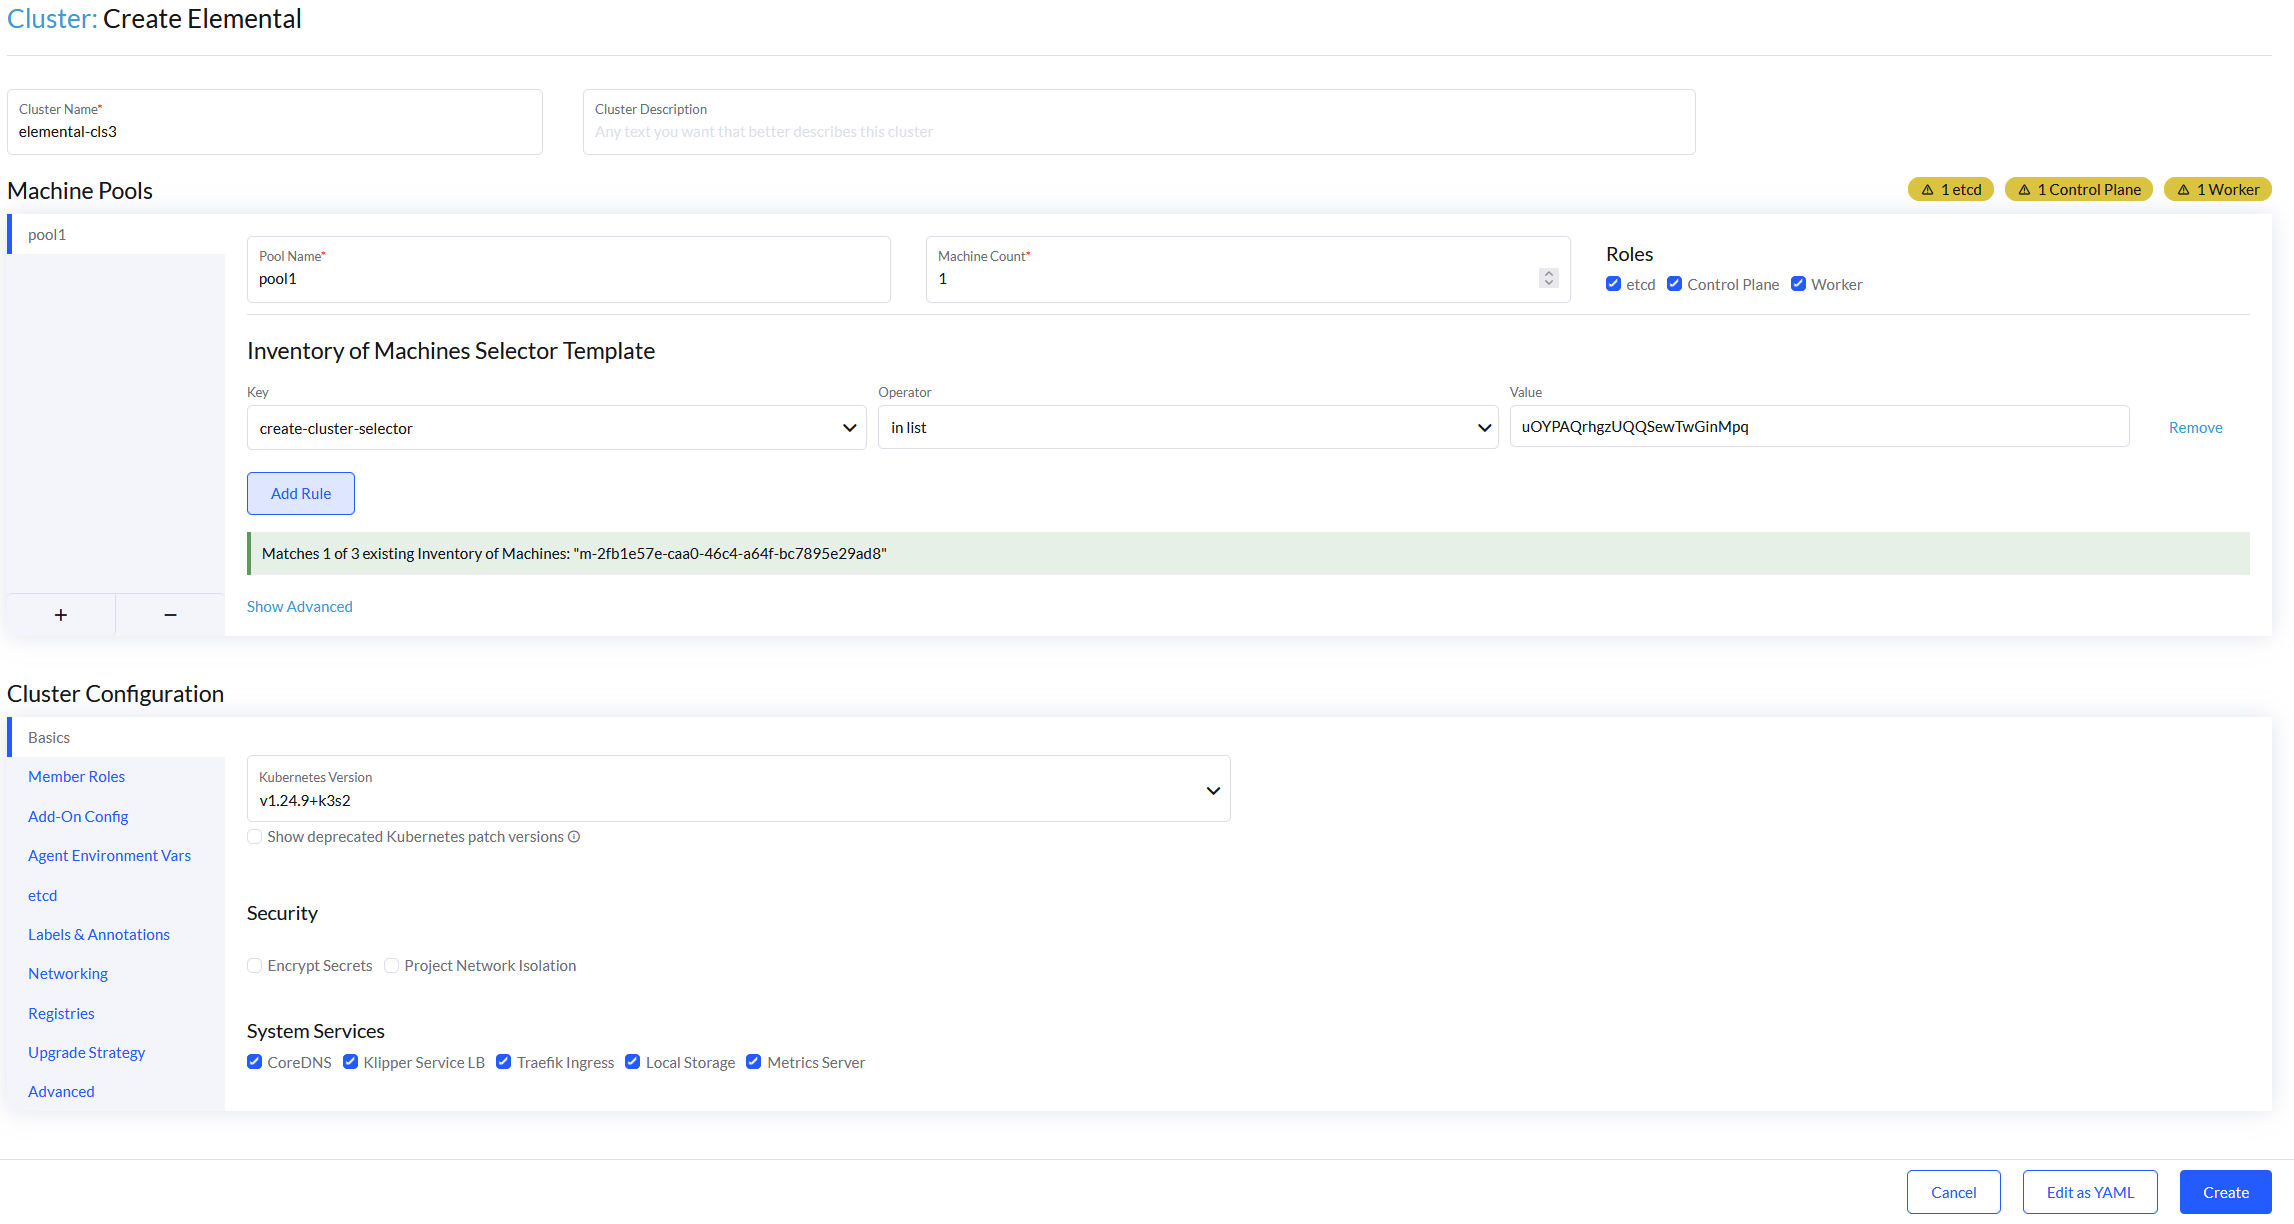 Cluster: Create Elemental
Cluster Name*
elemental-cls3
Cluster Description
Any text you want that better describes this cluster
Machine Pools
1 etcd
1 Control Plane
1 Worker
pool1
Pool Name*
pool1
Machine Count*
1
Roles
etcd Control Plane Worker
Inventory of Machines Selector Template
Key
create-cluster-selector
Operator
in list
Value
uOYPAQrhgzUQQSewTwGinMpq
Remove
Add Rule
Matches 1 of 3 existing Inventory of Machines: "m-2fb1e57e-caa0-46c4-a64f-bc7895e29ad8"
Show Advanced
+ −
Cluster Configuration
Basics
Member Roles
Add-On Config
Agent Environment Vars
etcd
Labels & Annotations
Networking
Registries
Upgrade Strategy
Advanced
Kubernetes Version
v1.24.9+k3s2
Show deprecated Kubernetes patch versions
Security
Encrypt Secrets Project Network Isolation
System Services
CoreDNS Klipper Service LB Traefik Ingress Local Storage Metrics Server
Cancel
Edit as YAML
Create